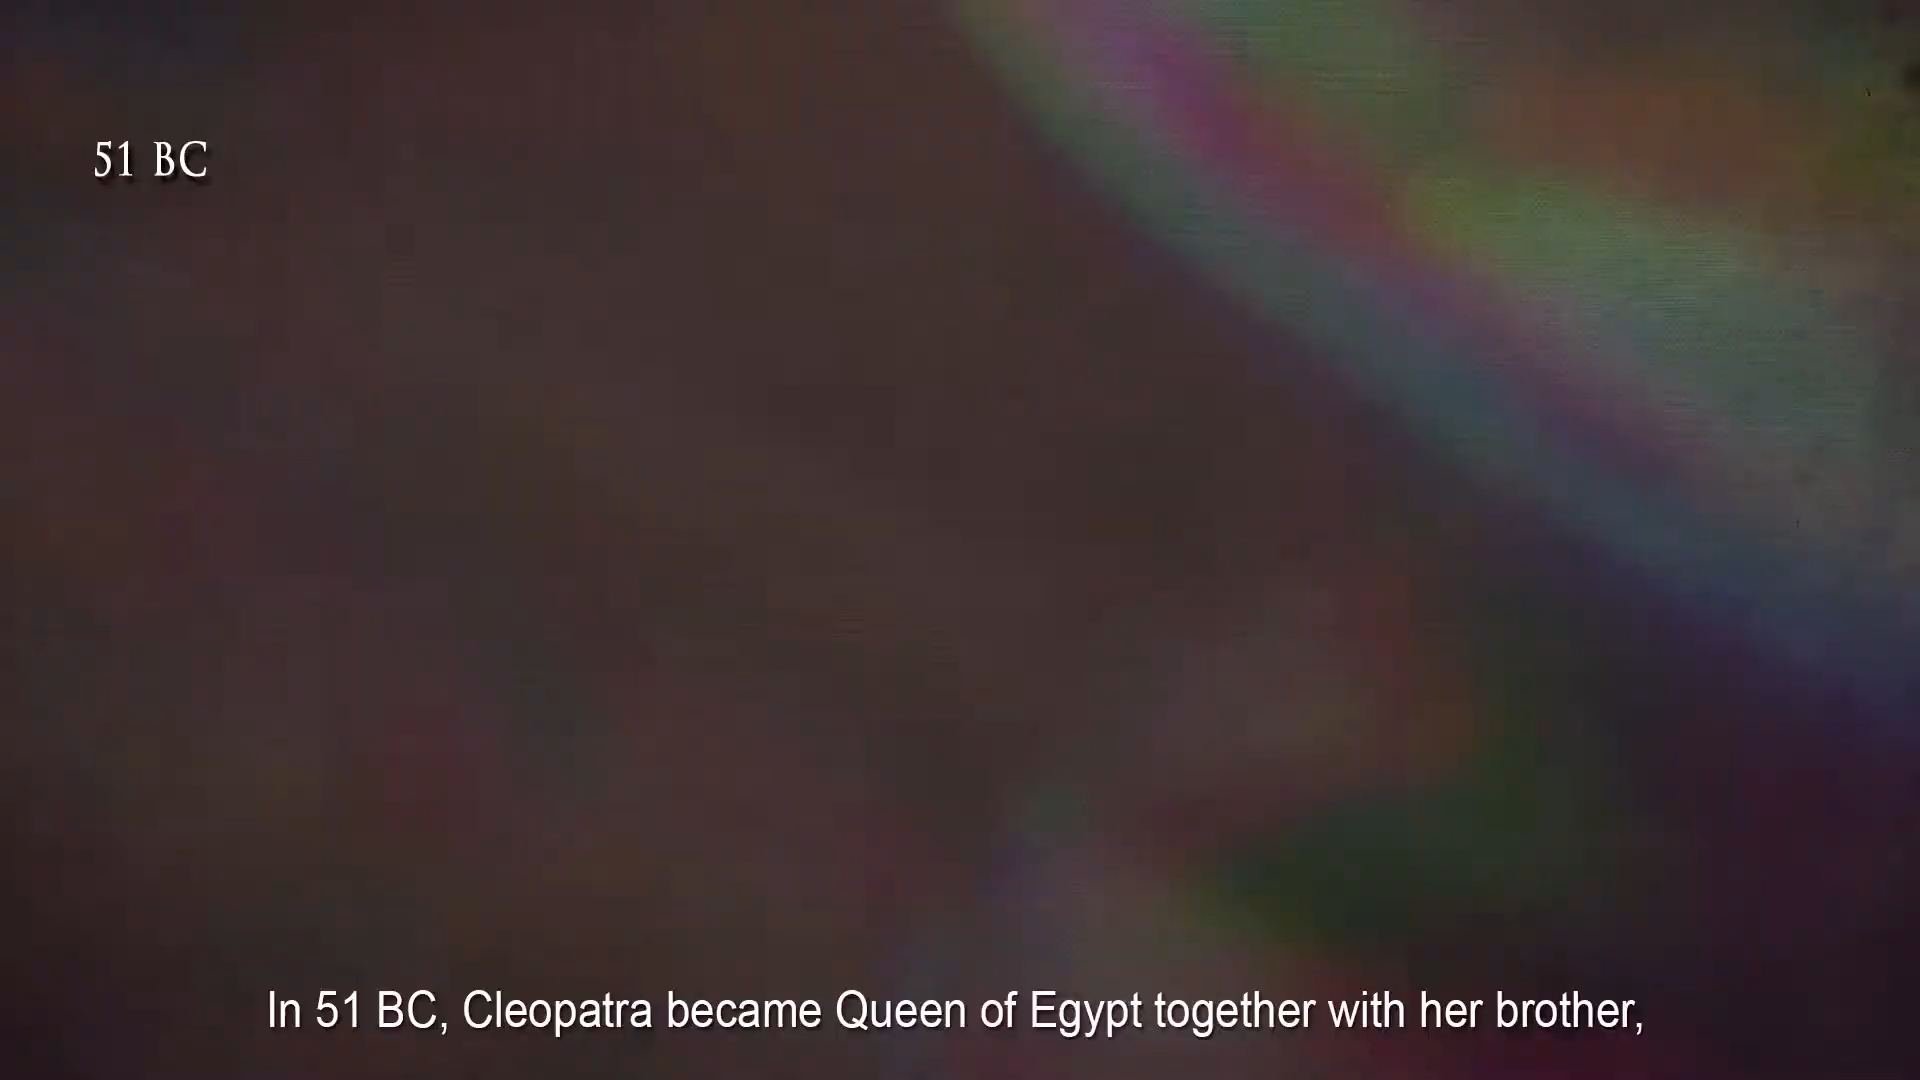 51 BC
In 51 BC, Cleopatra became Queen of Egypt together with her brother,